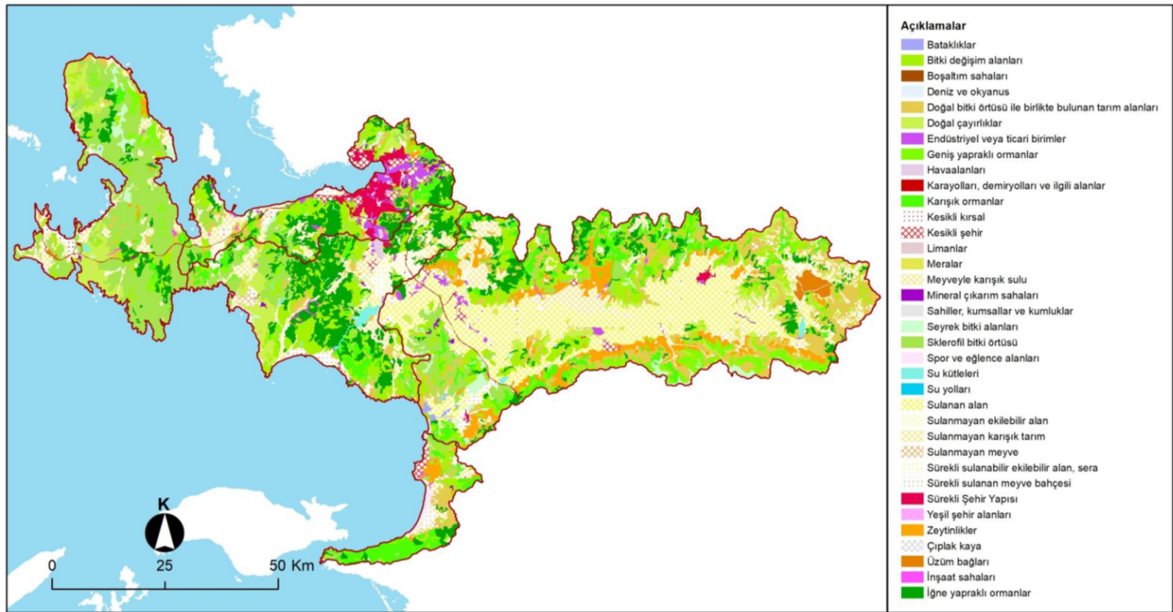 Açıklamalar
Bataklıklar
Bitki değişim alanları
Boşaltım sahaları
Deniz ve okyanus
Doğal bitki örtüsü ile birlikte bulunan tarım alanları
Doğal çayırlıklar
Endüstriyel veya ticari birimler
Geniş yapraklı ormanlar
Havaalanları
Karayolları, demiryolları ve ilgili alanlar
Karışık ormanlar
Kesikli kırsal
Kesikli şehir
Limanlar
Meralar
Meyveyle karışık sulu
Mineral çıkarım sahaları
Sahiller, kumsallar ve kumluklar
Seyrek bitki alanları
Sklerofil bitki örtüsü
Spor ve eğlence alanları
Su kütleleri
Su yolları
Sulanan alan
Sulanmayan ekilebilir alan
Sulanmayan karışık tarım
Sulanmayan meyve
Sürekli sulanabilir ekilebilir alan, sera
Sürekli sulanan meyve bahçesi
Sürekli Şehir Yapısı
Yeşil şehir alanları
Zeytinlikler
Çıplak kaya
Üzüm bağları
İnşaat sahaları
İğne yapraklı ormanlar
K
0 25 50 Km